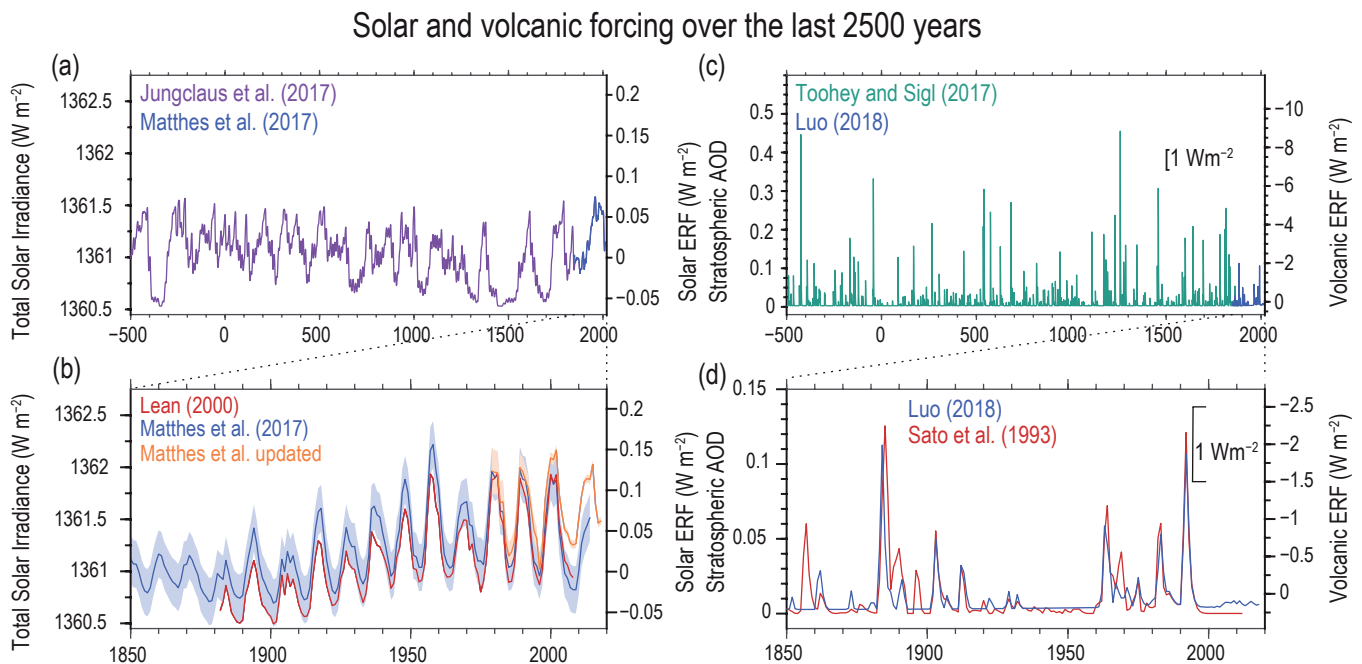 Solar and volcanic forcing over the last 2500 years
(a)
Total Solar Irradiance (W m⁻²)
1362.5
1362
1361.5
1361
1360.5
Jungclaus et al. (2017)
Matthes et al. (2017)
0.2
0.15
0.1
0.05
0
−0.05
Solar ERF (W m⁻²)
−500 0 500 1000 1500 2000
(c)
Stratospheric AOD
0.5
0.4
0.3
0.2
0.1
0
Toohey and Sigl (2017)
Luo (2018)
[1 Wm⁻²
−10
−8
−6
−4
−2
0
Volcanic ERF (W m⁻²)
−500 0 500 1000 1500 2000
(b)
Total Solar Irradiance (W m⁻²)
1362.5
1362
1361.5
1361
1360.5
Lean (2000)
Matthes et al. (2017)
Matthes et al. updated
0.2
0.15
0.1
0.05
0
−0.05
Solar ERF (W m⁻²)
1850 1900 1950 2000
(d)
Stratospheric AOD
0.15
0.1
0.05
0
Luo (2018)
Sato et al. (1993)
1 Wm⁻²
−2.5
−2
−1.5
−1
−0.5
0
Volcanic ERF (W m⁻²)
1850 1900 1950 2000